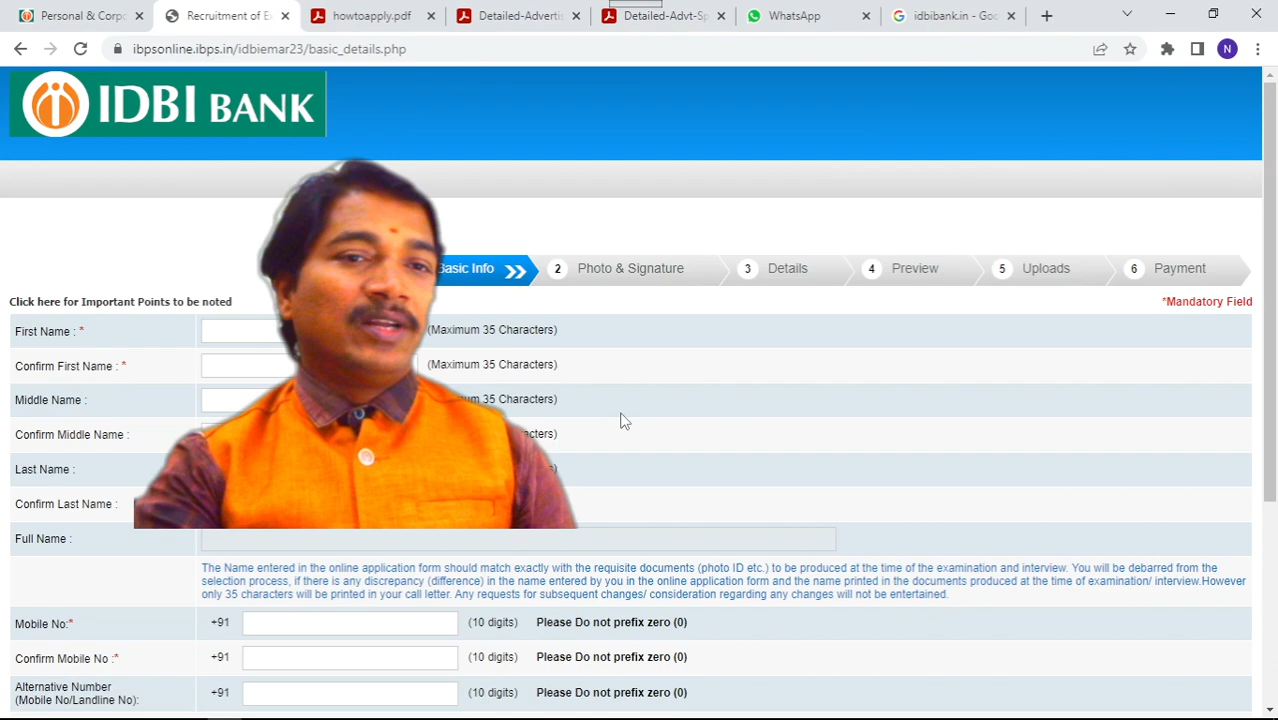 Personal & Corpo
Recruitment of E
howtoapply.pdf
Detailed-Adverti
Detailed-Advt-Sp
WhatsApp
idbibank.in - Goo
ibpsonline.ibps.in/idbiemar23/basic_details.php
N
IDBI BANK
Basic Info
2 Photo & Signature
3 Details
4 Preview
5 Uploads
6 Payment
Click here for Important Points to be noted
*Mandatory Field
First Name : *
(Maximum 35 Characters)
Confirm First Name : *
(Maximum 35 Characters)
Middle Name :
35 Characters)
Confirm Middle Name :
Last Name :
Confirm Last Name :
Full Name :
The Name entered in the online application form should match exactly with the requisite documents (photo ID etc.) to be produced at the time of the examination and interview. You will be debarred from the
selection process, if there is any discrepancy (difference) in the name entered by you in the online application form and the name printed in the documents produced at the time of examination/ interview.However
only 35 characters will be printed in your call letter. Any requests for subsequent changes/ consideration regarding any changes will not be entertained.
Mobile No:*
+91
(10 digits)
Please Do not prefix zero (0)
Confirm Mobile No :*
+91
(10 digits)
Please Do not prefix zero (0)
Alternative Number
(Mobile No/Landline No):
+91
(10 digits)
Please Do not prefix zero (0)